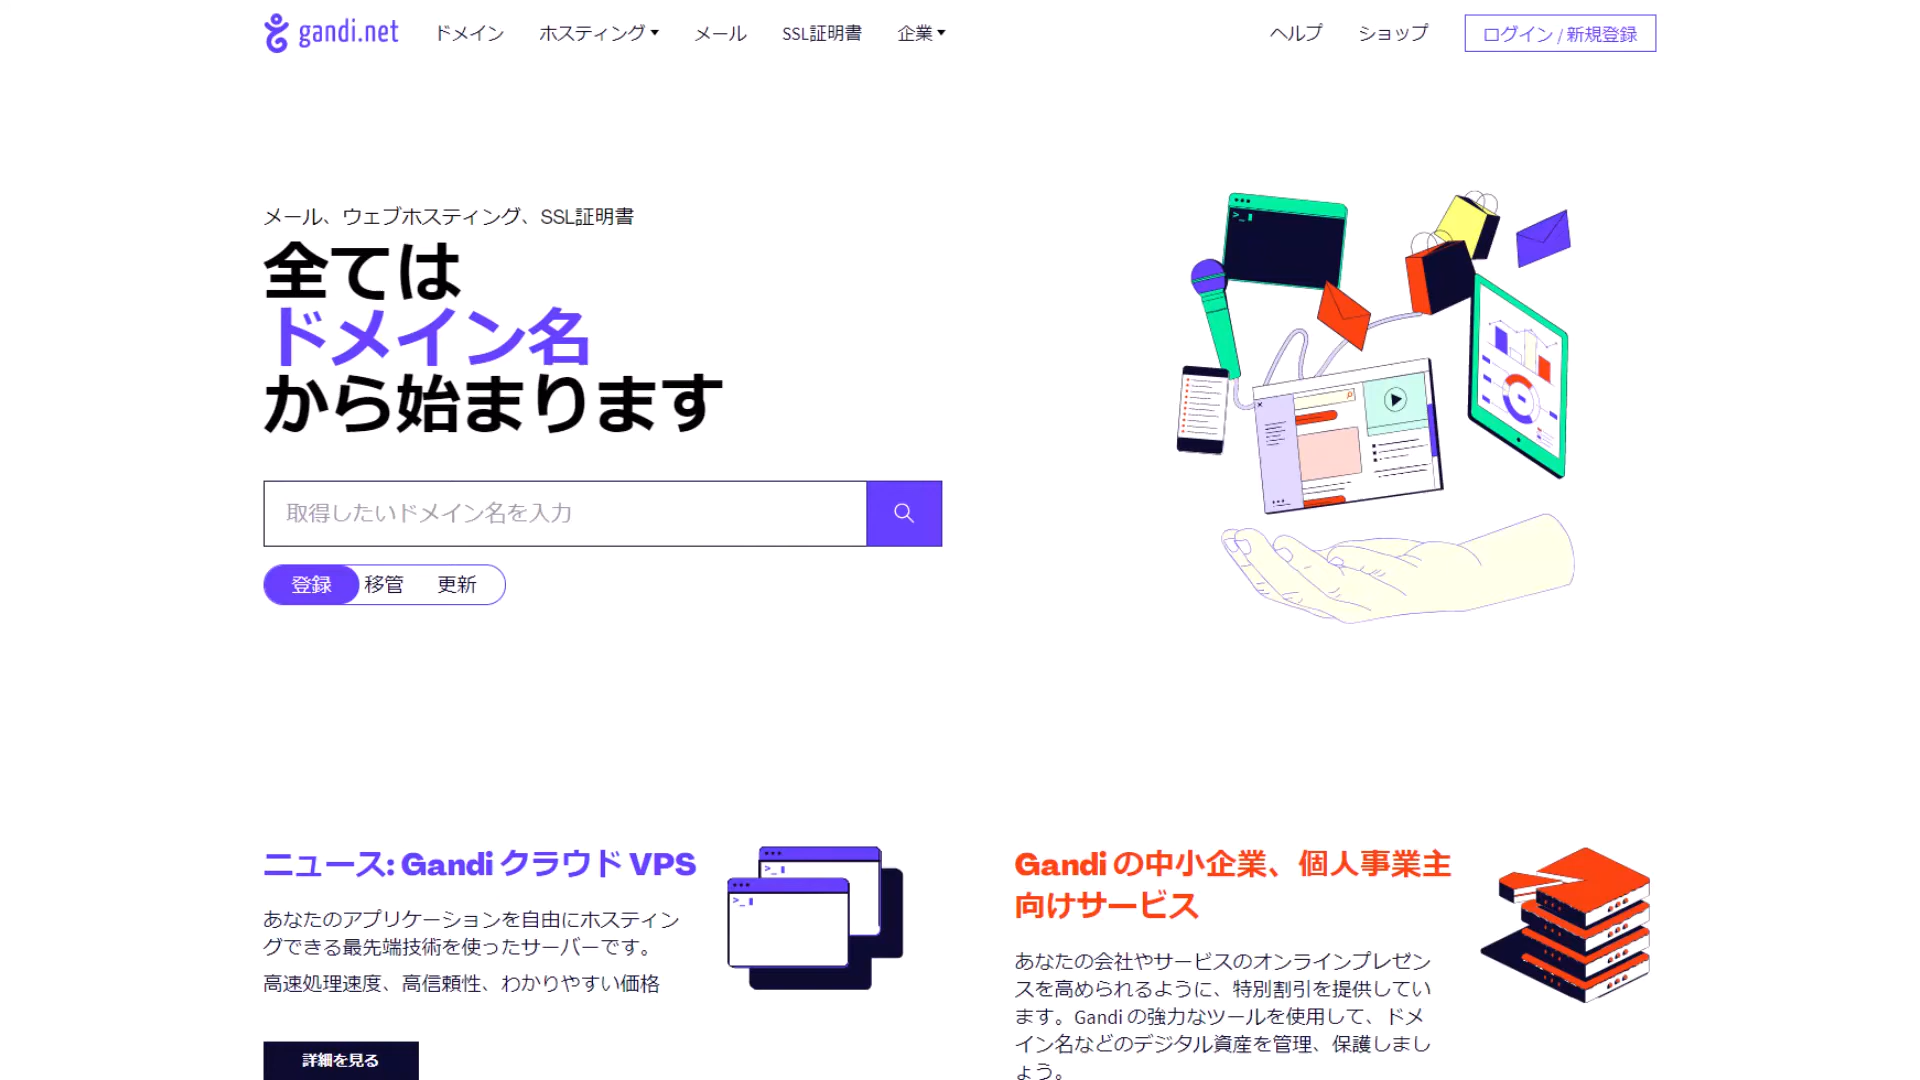 gandi.net
ドメイン
ホスティング
メール
SSL証明書
企業
ヘルプ
ショップ
ログイン / 新規登録
メール、ウェブホスティング、SSL証明書
全ては
ドメイン名
から始まります
取得したいドメイン名を入力
登録
移管
更新
ニュース: Gandi クラウド VPS
あなたのアプリケーションを自由にホスティン
グできる最先端技術を使ったサーバーです。
高速処理速度、高信頼性、わかりやすい価格
詳細を見る
Gandi の中小企業、個人事業主
向けサービス
あなたの会社やサービスのオンラインプレゼン
スを高められるように、特別割引を提供してい
ます。Gandi の強力なツールを使用して、ドメ
イン名などのデジタル資産を管理、保護しまし
ょう。